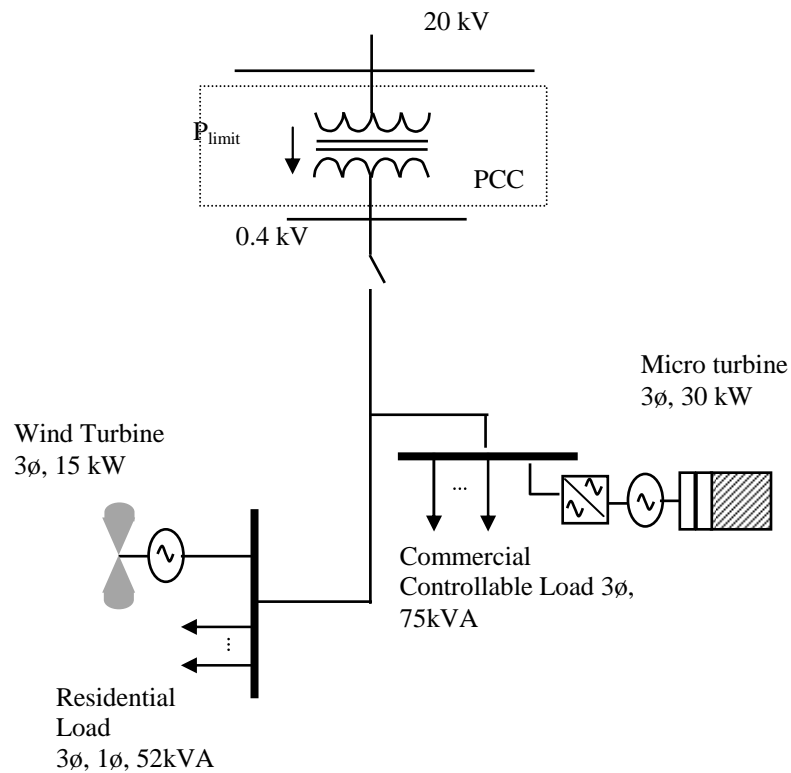 20 kV
Plimit
PCC
0.4 kV
Micro turbine
3ø, 30 kW
Wind Turbine
3ø, 15 kW
...
Commercial
Controllable Load 3ø,
75kVA
...
Residential
Load
3ø, 1ø, 52kVA